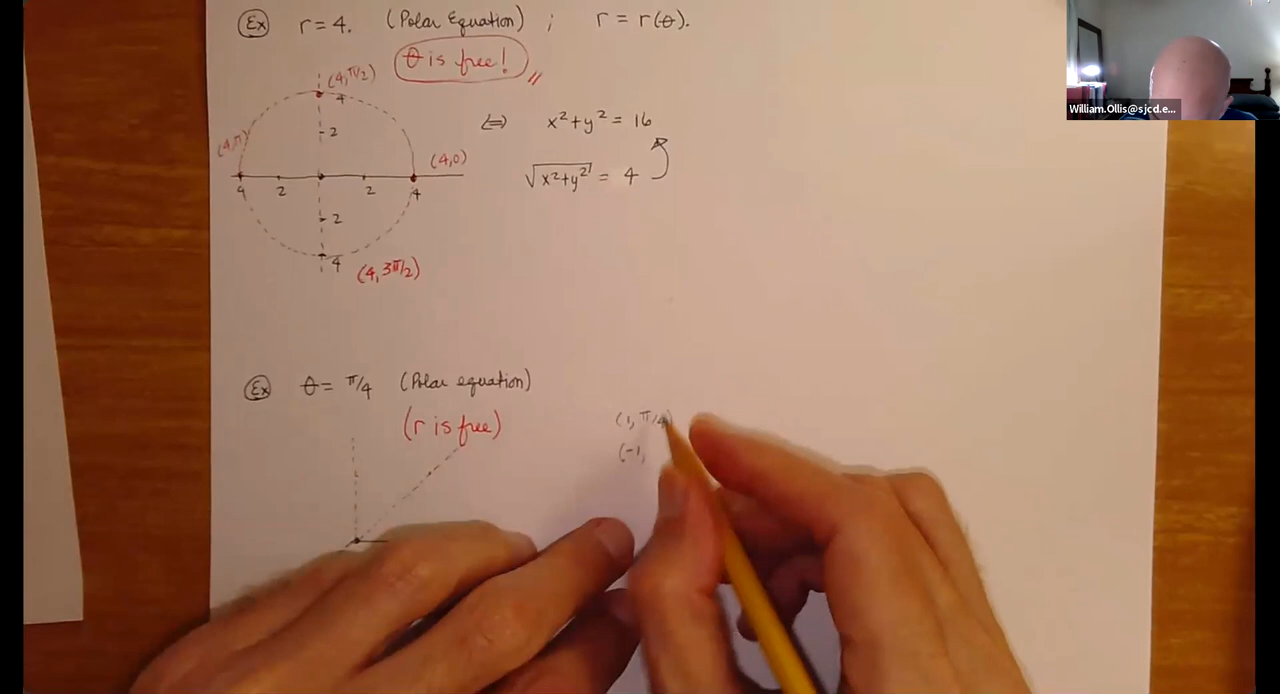 Ex r = 4. (Polar Equation) ; r = r(θ).
θ is free!
(4, π/2)
4
2
(4, π)
(4, 0)
4 2 2 4
2
4
(4, 3π/2)
⇔ x² + y² = 16
√x²+y² = 4
Ex θ = π/4 (Polar equation)
(r is free)
(1, π/4)
(-1,
William.Ollis@sjcd.e...